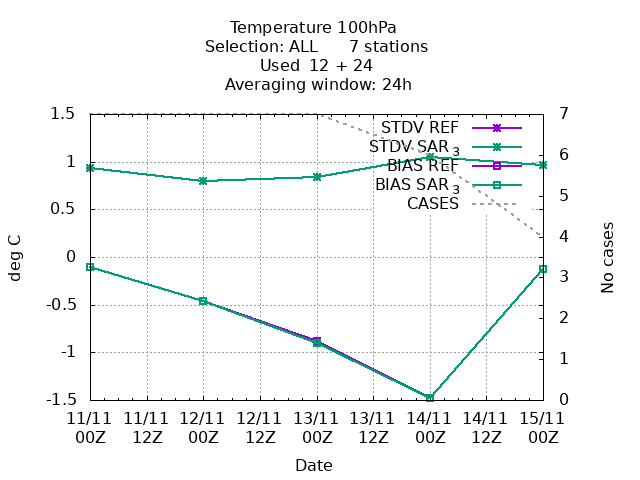 Temperature 100hPa
Selection: ALL      7 stations
Used  12 + 24
Averaging window: 24h
1.5
1
0.5
0
-0.5
-1
-1.5
7
6
5
4
3
2
1
0
STDV REF
STDV SAR 3
BIAS REF
BIAS SAR 3
CASES
deg C
No cases
11/11 11/11 12/11 12/11 13/11 13/11 14/11 14/11 15/11
00Z 12Z 00Z 12Z 00Z 12Z 00Z 12Z 00Z
Date